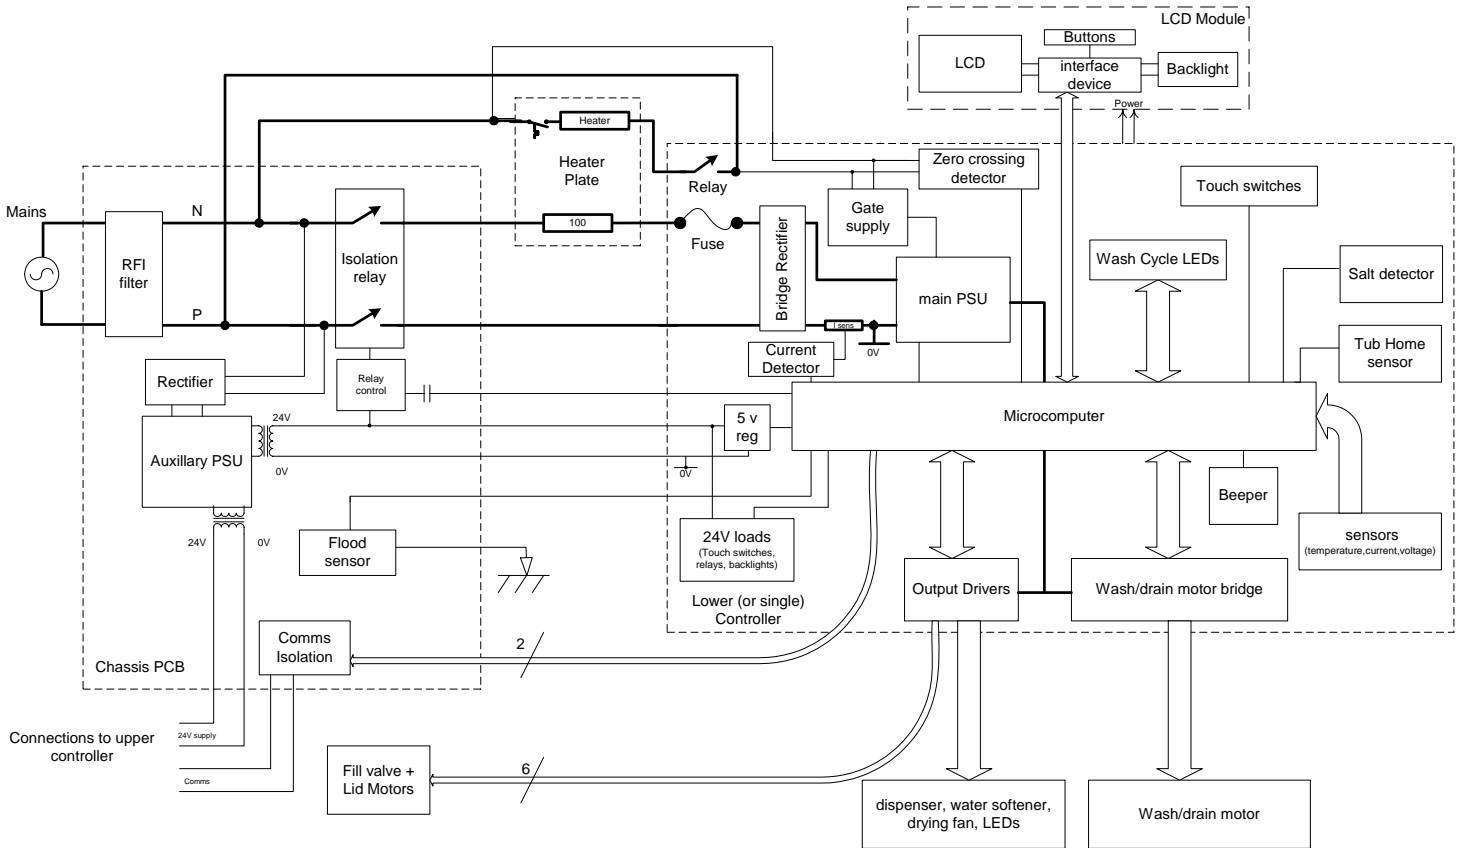 LCD Module
Buttons
LCD
interface
device
Backlight
Power
Heater
Heater
Plate
Zero crossing
detector
Relay
Touch switches
Mains
N
100
Fuse
Gate
supply
RFI
filter
Isolation
relay
Bridge Rectifier
Wash Cycle LEDs
Salt detector
main PSU
P
I sens
0V
Current
Detector
Tub Home
sensor
Rectifier
Relay
control
24V
5 v
reg
Microcomputer
Auxillary PSU
0V
0V
Beeper
24V
0V
Flood
sensor
24V loads
(Touch switches,
relays, backlights)
sensors
(temperature,current,voltage)
Output Drivers
Wash/drain motor bridge
Lower (or single)
Controller
Comms
Isolation
2
Chassis PCB
Connections to upper
controller
24V supply
Comms
Fill valve +
Lid Motors
6
dispenser, water softener,
drying fan, LEDs
Wash/drain motor